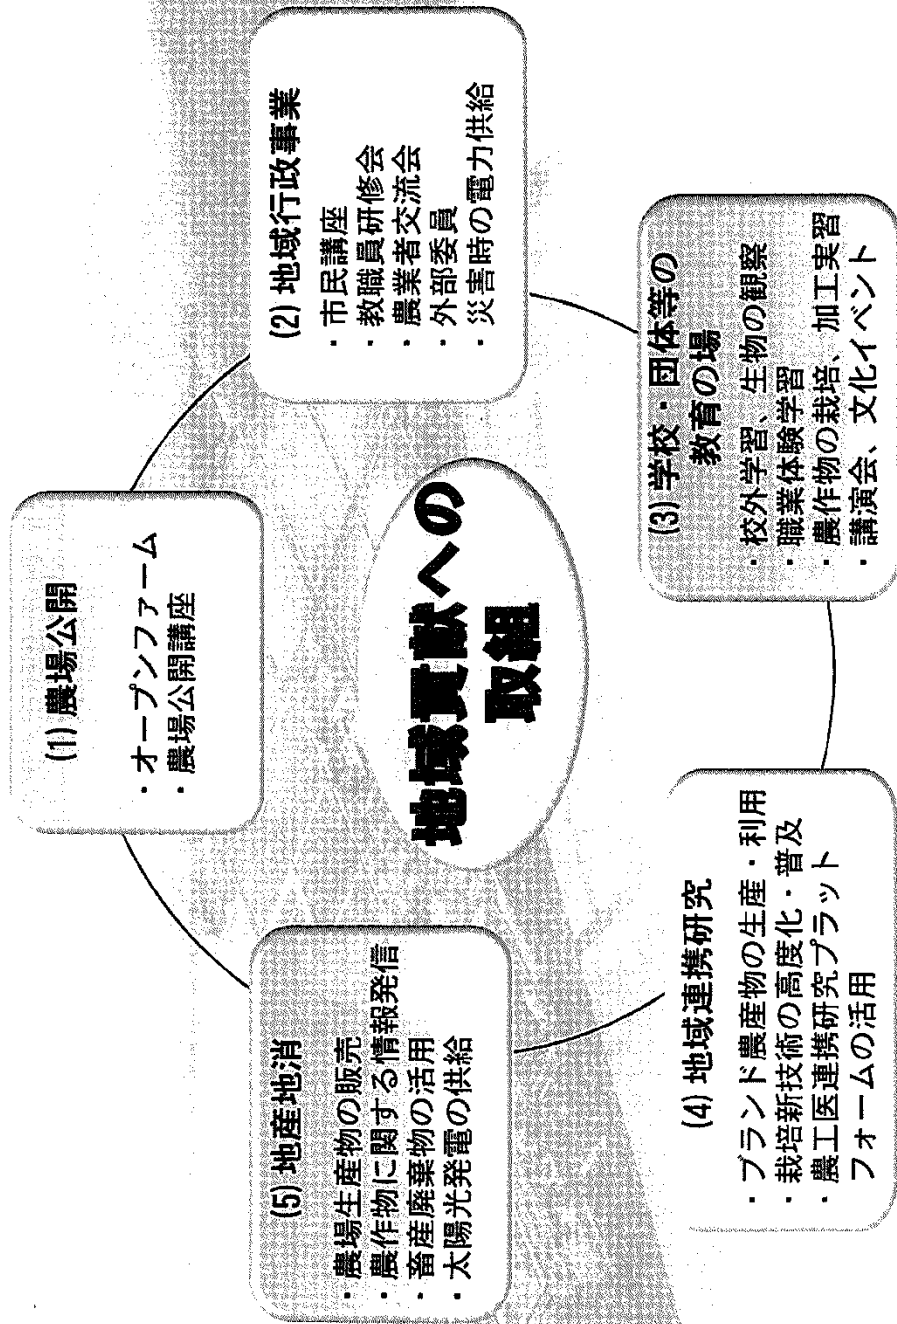 地域貢献への
取組
(1) 農場公開
・オープンファーム
・農場公開講座
(2) 地域行政事業
・市民講座
・教職員研修会
・農業者交流会
・外部委員
・災害時の電力供給
(3) 学校・団体等の
教育の場
・校外学習、生物の観察
・職業体験学習
・農作物の栽培、加工実習
・講演会、文化イベント
(4) 地域連携研究
・ブランド農産物の生産・利用
・栽培新技術の高度化・普及
・農工医連携研究プラット
フォームの活用
(5) 地産地消
・農場生産物の販売
・農作物に関する情報発信
・畜産廃棄物の活用
・太陽光発電の供給